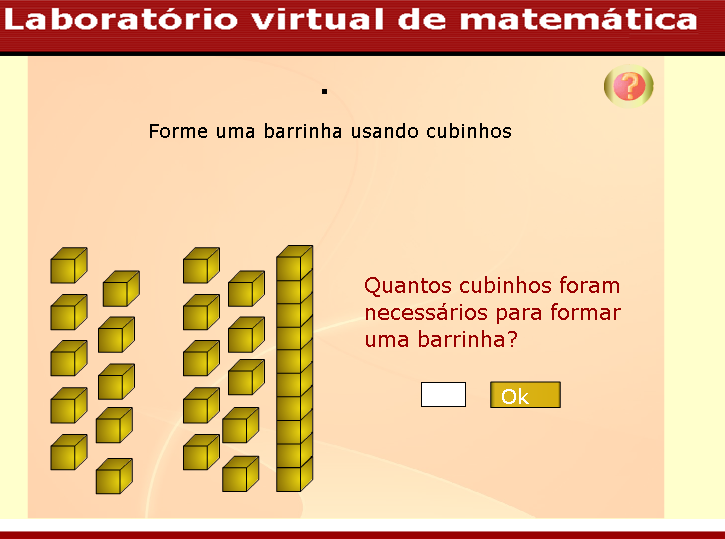 Laboratório virtual de matemática
?
.
Forme uma barrinha usando cubinhos
Quantos cubinhos foram
necessários para formar
uma barrinha?
Ok